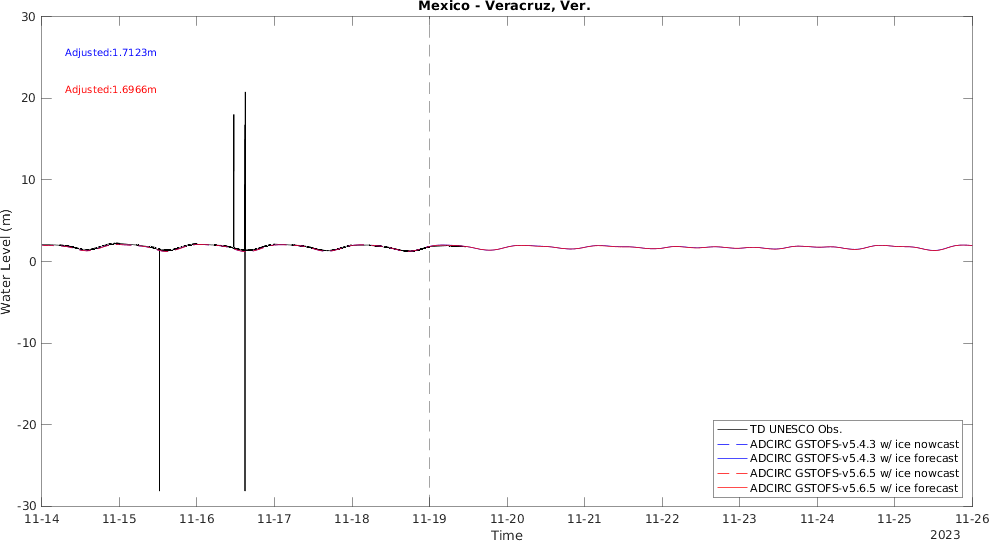 Mexico - Veracruz, Ver.
30
20
10
0
-10
-20
-30
Water Level (m)
Adjusted:1.7123m
Adjusted:1.6966m
TD UNESCO Obs.
ADCIRC GSTOFS-v5.4.3 w/ ice nowcast
ADCIRC GSTOFS-v5.4.3 w/ ice forecast
ADCIRC GSTOFS-v5.6.5 w/ ice nowcast
ADCIRC GSTOFS-v5.6.5 w/ ice forecast
11-14 11-15 11-16 11-17 11-18 11-19 11-20 11-21 11-22 11-23 11-24 11-25 11-26
Time
2023